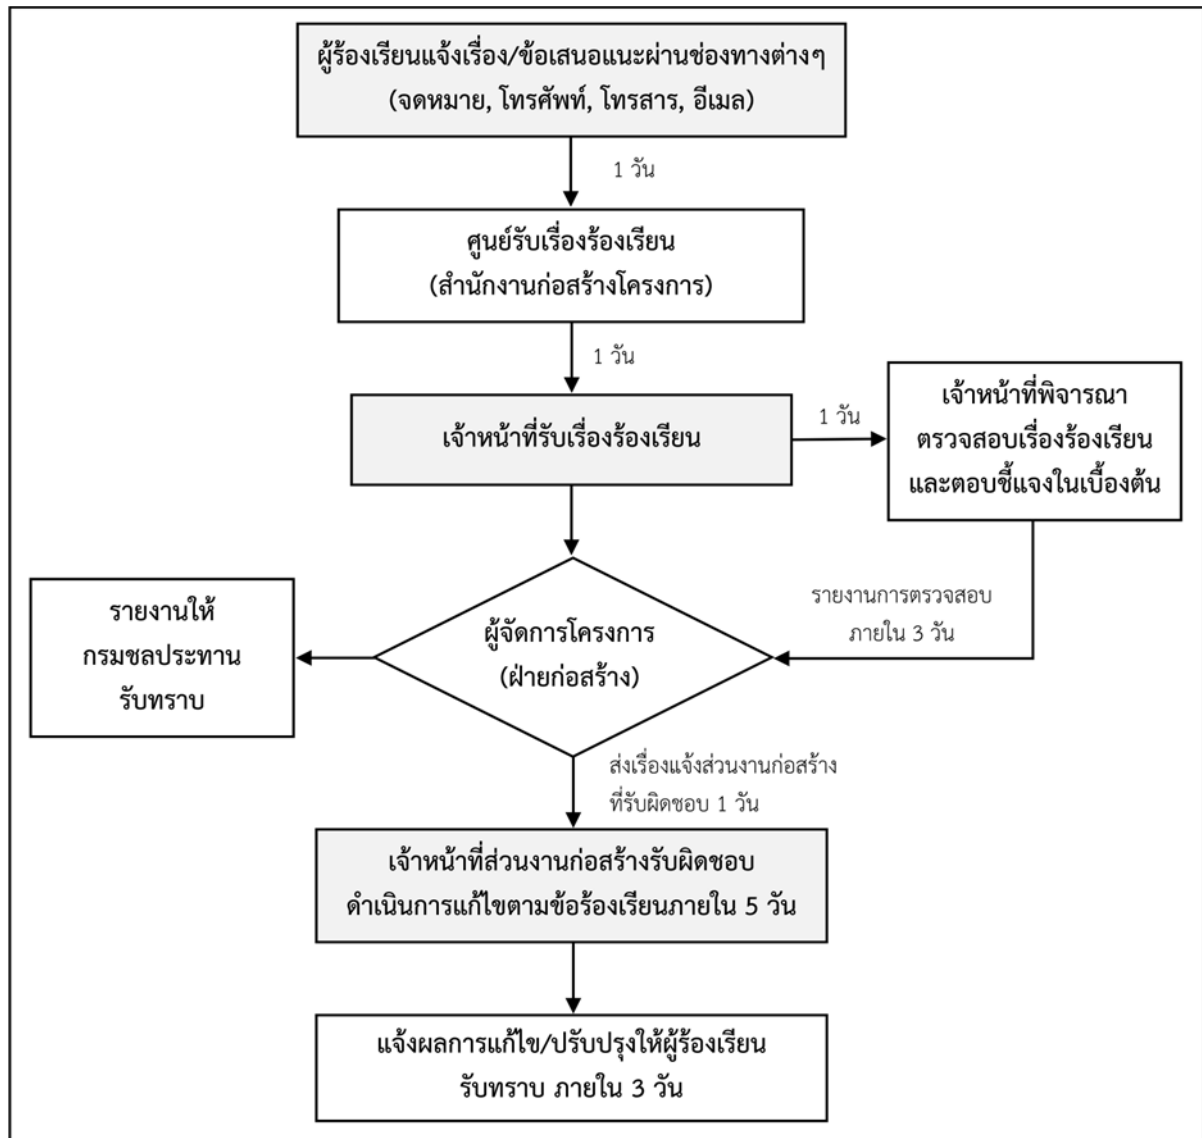 ผู้ร้องเรียนแจ้งเรื่อง/ข้อเสนอแนะผ่านช่องทางต่างๆ
(จดหมาย, โทรศัพท์, โทรสาร, อีเมล)
1 วัน
ศูนย์รับเรื่องร้องเรียน
(สำนักงานก่อสร้างโครงการ)
1 วัน
เจ้าหน้าที่รับเรื่องร้องเรียน
1 วัน
เจ้าหน้าที่พิจารณา
ตรวจสอบเรื่องร้องเรียน
และตอบชี้แจงในเบื้องต้น
รายงานการตรวจสอบ
ภายใน 3 วัน
ผู้จัดการโครงการ
(ฝ่ายก่อสร้าง)
รายงานให้
กรมชลประทาน
รับทราบ
ส่งเรื่องแจ้งส่วนงานก่อสร้าง
ที่รับผิดชอบ 1 วัน
เจ้าหน้าที่ส่วนงานก่อสร้างรับผิดชอบ
ดำเนินการแก้ไขตามข้อร้องเรียนภายใน 5 วัน
แจ้งผลการแก้ไข/ปรับปรุงให้ผู้ร้องเรียน
รับทราบ ภายใน 3 วัน